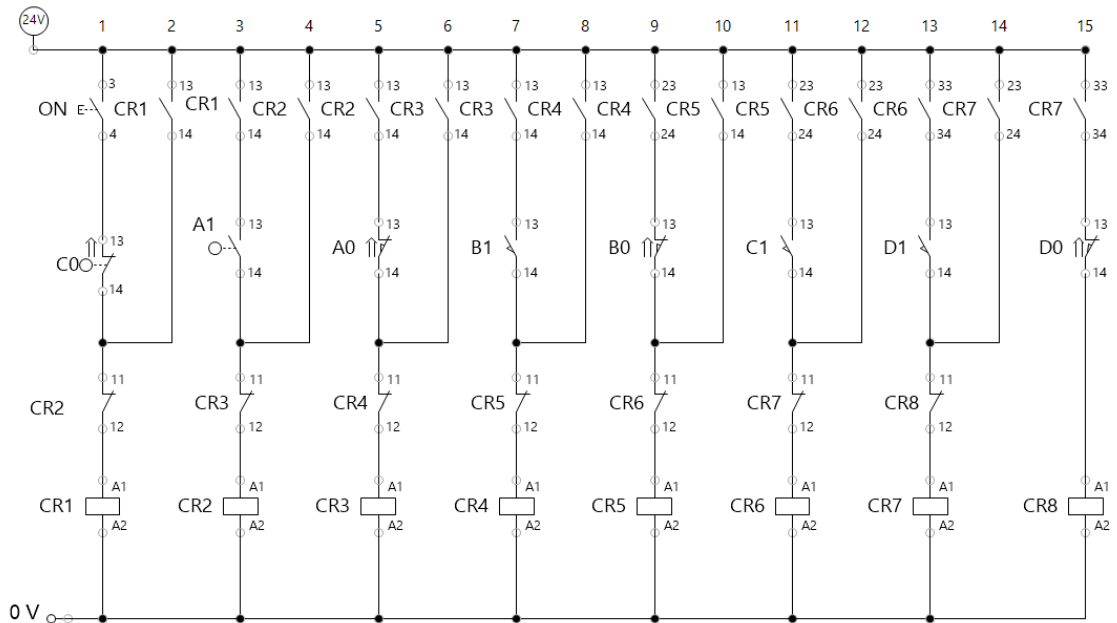 24V
1 2 3 4 5 6 7 8 9 10 11 12 13 14 15
3 13 13 13 13 13 13 13 23 13 23 23 33 23 33
ON CR1 CR1 CR2 CR2 CR3 CR3 CR4 CR4 CR5 CR5 CR6 CR6 CR7 CR7
4 14 14 14 14 14 14 14 24 14 24 24 34 24 34
13 13 13 13 13 13 13 13
C0 A1 A0 B1 B0 C1 D1 D0
14 14 14 14 14 14 14 14
11 11 11 11 11 11 11
CR2 CR3 CR4 CR5 CR6 CR7 CR8
12 12 12 12 12 12 12
A1 A1 A1 A1 A1 A1 A1 A1
CR1 CR2 CR3 CR4 CR5 CR6 CR7 CR8
A2 A2 A2 A2 A2 A2 A2 A2
0 V